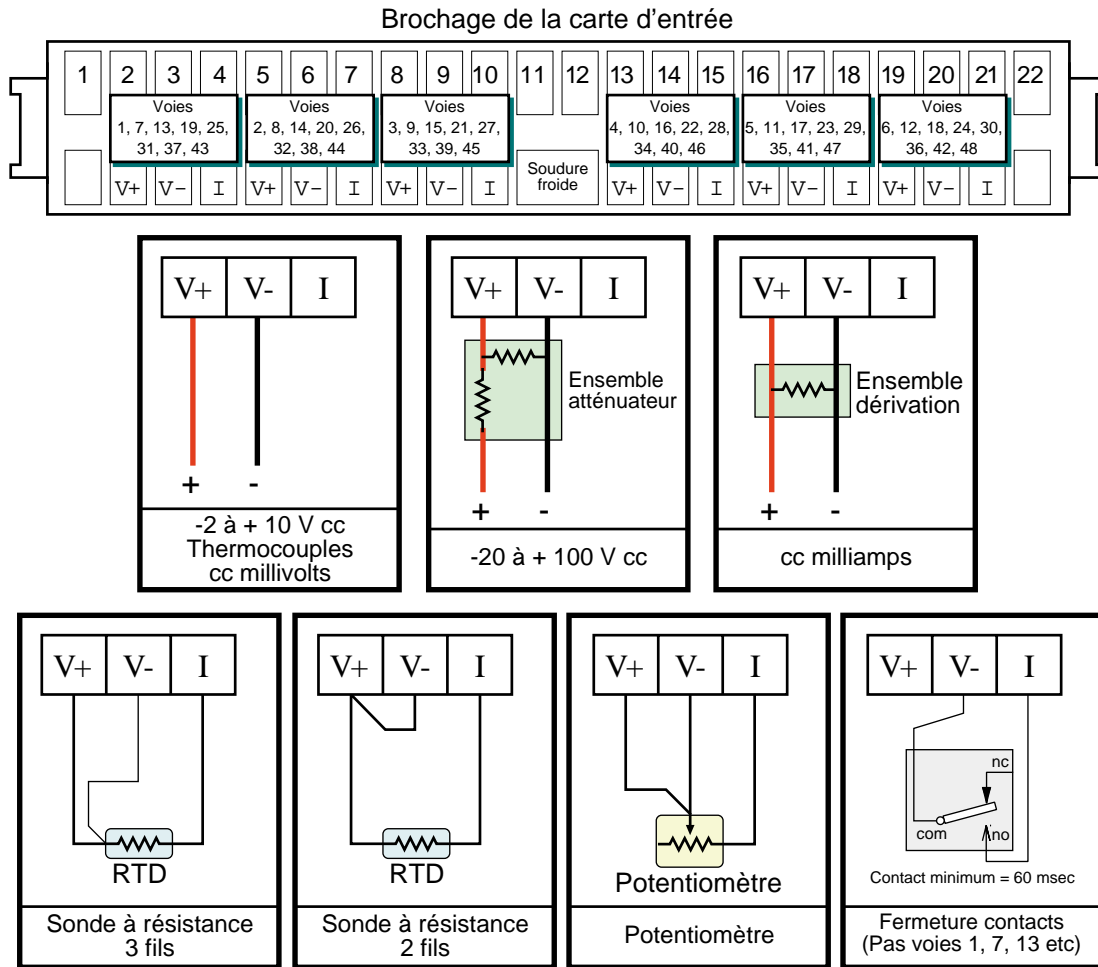 Brochage de la carte d'entrée
1 2 3 4 5 6 7 8 9 10 11 12 13 14 15 16 17 18 19 20 21 22
Voies
1, 7, 13, 19, 25,
31, 37, 43
Voies
2, 8, 14, 20, 26,
32, 38, 44
Voies
3, 9, 15, 21, 27,
33, 39, 45
Voies
4, 10, 16, 22, 28,
34, 40, 46
Voies
5, 11, 17, 23, 29,
35, 41, 47
Voies
6, 12, 18, 24, 30,
36, 42, 48
V+ V- I V+ V- I V+ V- I
Soudure
froide
V+ V- I V+ V- I V+ V- I
V+ V- I
+ -
-2 à + 10 V cc
Thermocouples
cc millivolts
V+ V- I
Ensemble
atténuateur
+ -
-20 à + 100 V cc
V+ V- I
Ensemble
dérivation
+ -
cc milliamps
V+ V- I
RTD
Sonde à résistance
3 fils
V+ V- I
RTD
Sonde à résistance
2 fils
V+ V- I
Potentiomètre
Potentiomètre
V+ V- I
nc
com
no
Contact minimum = 60 msec
Fermeture contacts
(Pas voies 1, 7, 13 etc)